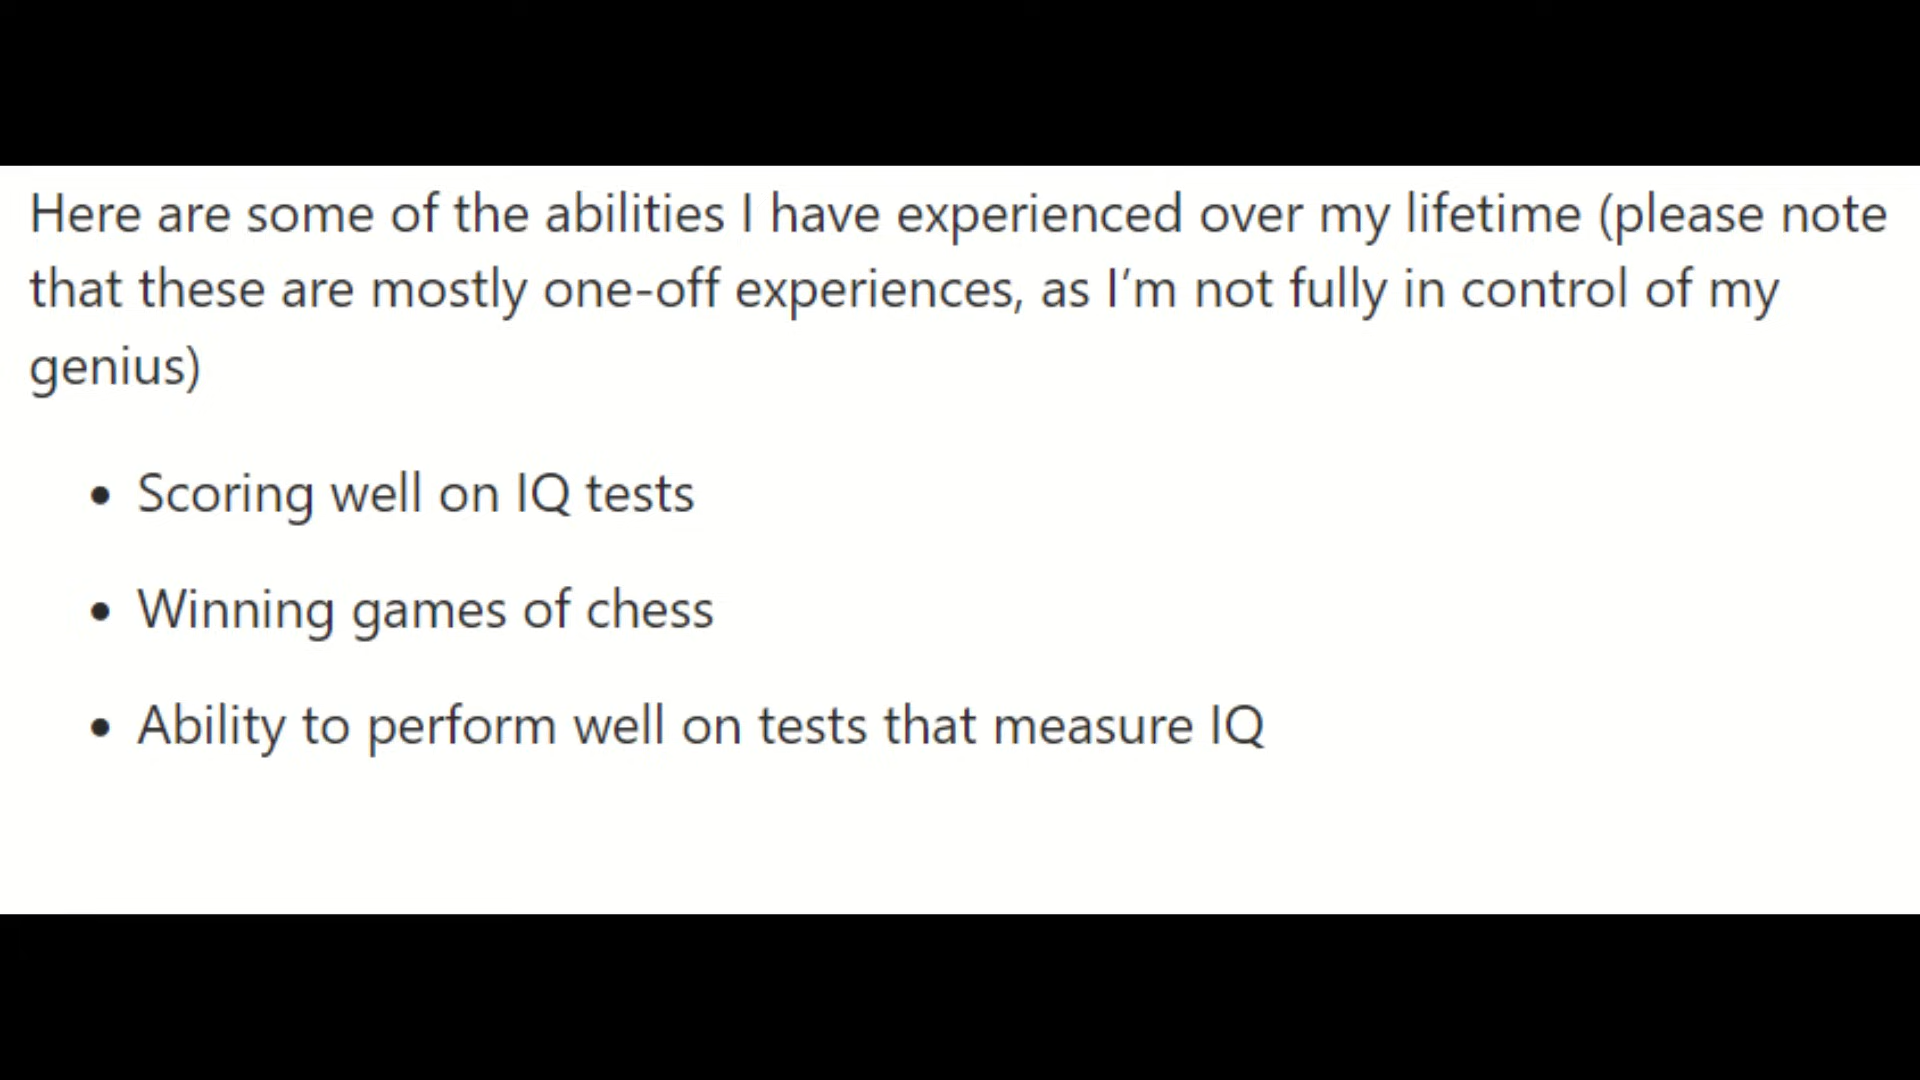 Here are some of the abilities I have experienced over my lifetime (please note
that these are mostly one-off experiences, as I’m not fully in control of my
genius)
• Scoring well on IQ tests
• Winning games of chess
• Ability to perform well on tests that measure IQ